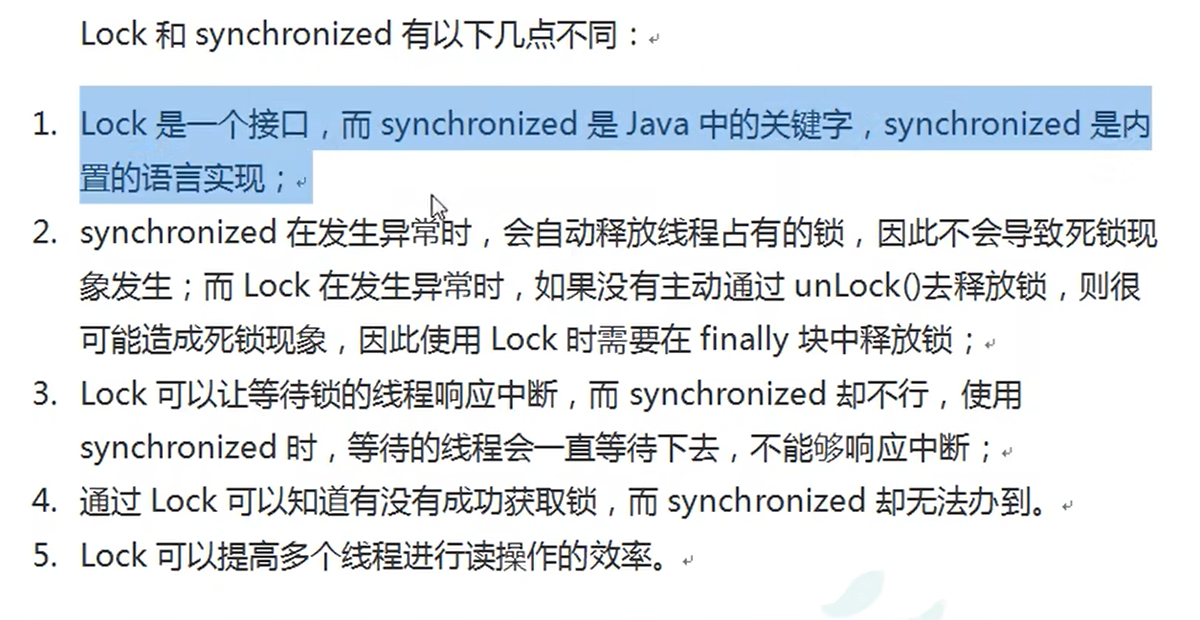 Lock 和 synchronized 有以下几点不同：
1. Lock 是一个接口，而 synchronized 是 Java 中的关键字，synchronized 是内
置的语言实现；
2. synchronized 在发生异常时，会自动释放线程占有的锁，因此不会导致死锁现
象发生；而 Lock 在发生异常时，如果没有主动通过 unLock()去释放锁，则很
可能造成死锁现象，因此使用 Lock 时需要在 finally 块中释放锁；
3. Lock 可以让等待锁的线程响应中断，而 synchronized 却不行，使用
synchronized 时，等待的线程会一直等待下去，不能够响应中断；
4. 通过 Lock 可以知道有没有成功获取锁，而 synchronized 却无法办到。
5. Lock 可以提高多个线程进行读操作的效率。